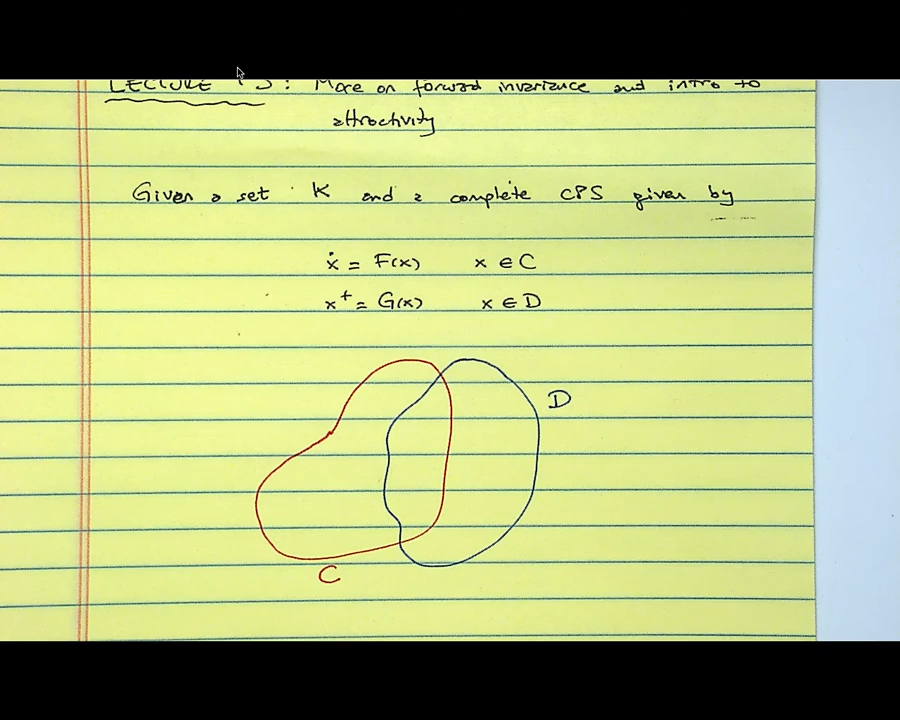 LECTURE : More on forward invariance and intro to
attractivity
Given a set K and a complete CPS given by
ẋ = F(x) x ∈ C
x⁺ = G(x) x ∈ D
D
C